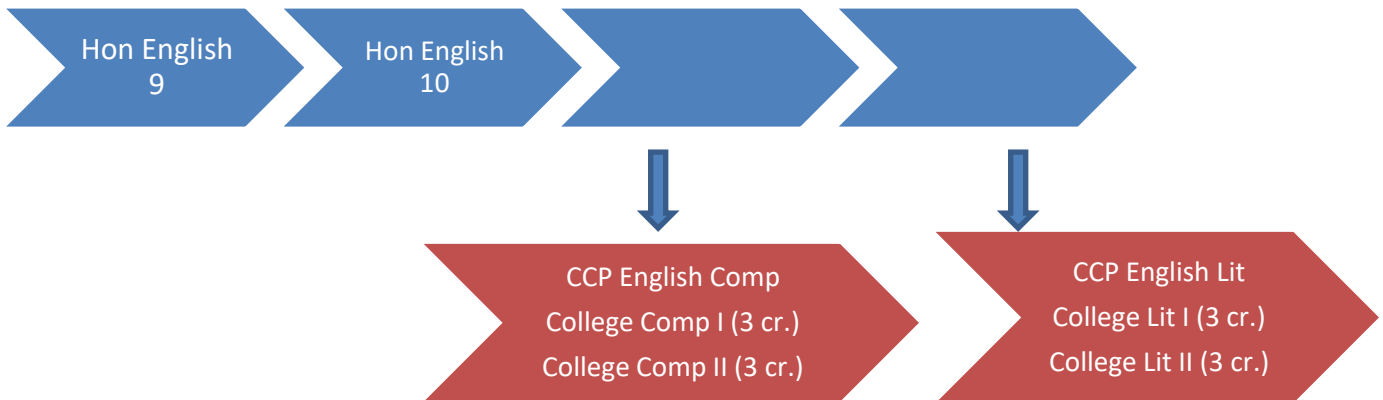 Hon English
9
Hon English
10
CCP English Comp
College Comp I (3 cr.)
College Comp II (3 cr.)
CCP English Lit
College Lit I (3 cr.)
College Lit II (3 cr.)